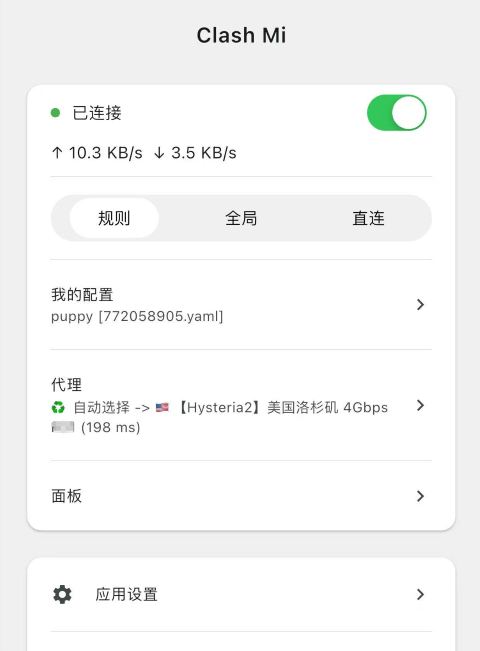 Clash Mi
已连接
↑ 10.3 KB/s ↓ 3.5 KB/s
规则 全局 直连
我的配置
puppy [772058905.yaml]
代理
♻️ 自动选择 -> 🇺🇸 【Hysteria2】美国洛杉矶 4Gbps
(198 ms)
面板
应用设置